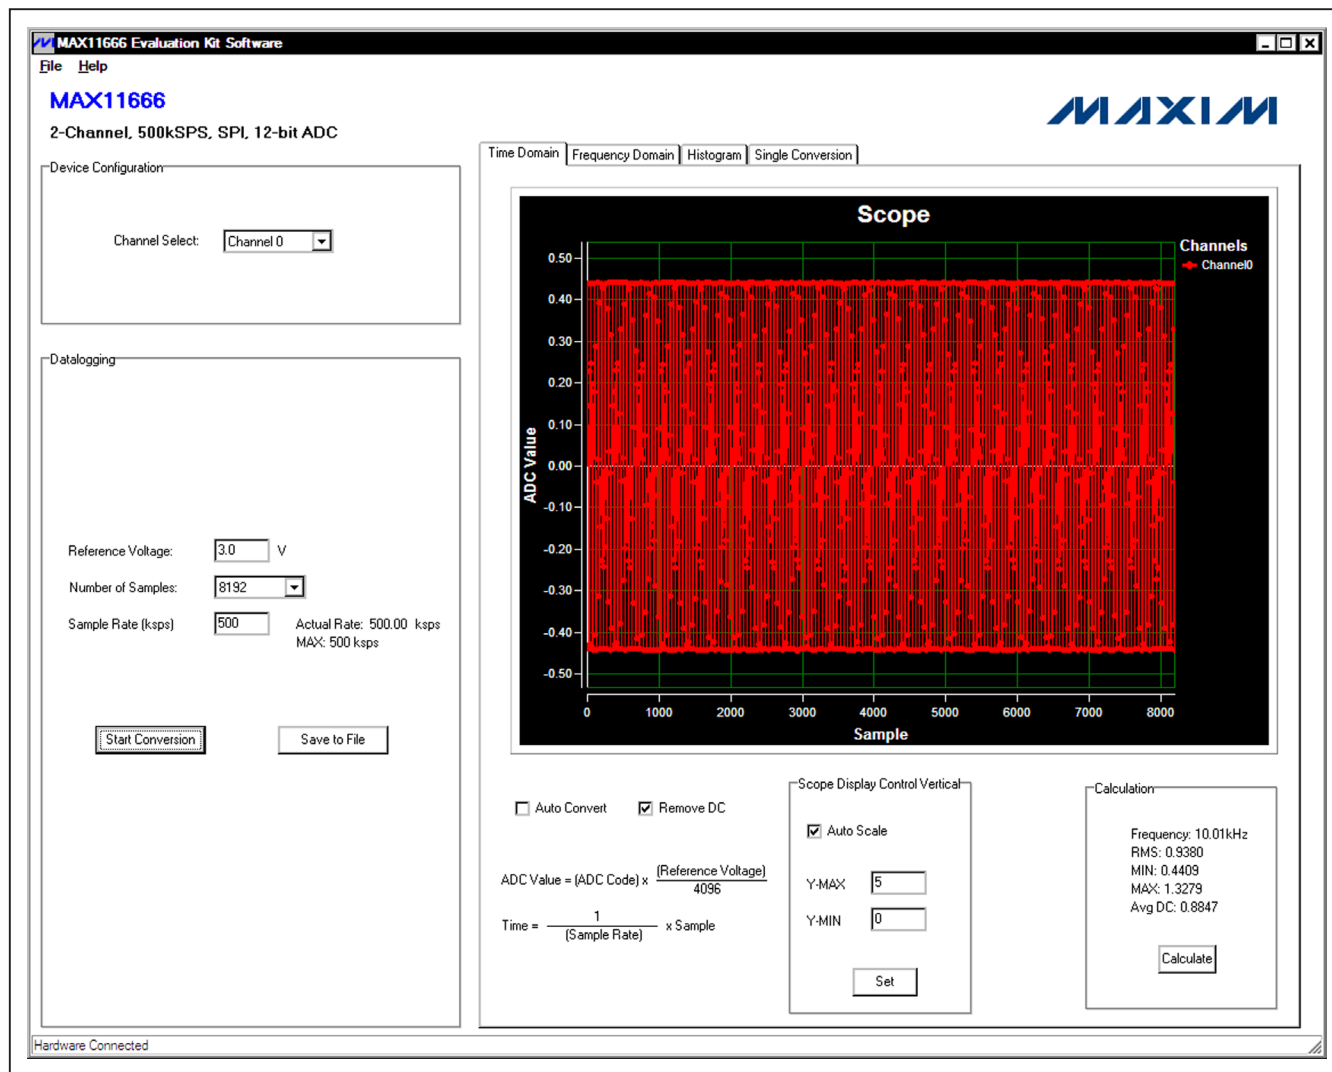 MAX11666 Evaluation Kit Software
File Help
MAX11666
2-Channel, 500kSPS, SPI, 12-bit ADC
MAXIM
Device Configuration
Channel Select: Channel 0
Datalogging
Reference Voltage: 3.0 V
Number of Samples: 8192
Sample Rate (ksps) 500 Actual Rate: 500.00 ksps
MAX: 500 ksps
Start Conversion Save to File
Time Domain Frequency Domain Histogram Single Conversion
Scope
Channels
Channel0
ADC Value
0.50
0.40
0.30
0.20
0.10
0.00
-0.10
-0.20
-0.30
-0.40
-0.50
0 1000 2000 3000 4000 5000 6000 7000 8000
Sample
Auto Convert Remove DC
ADC Value = (ADC Code) x (Reference Voltage)
4096
Time = 1 x Sample
(Sample Rate)
Scope Display Control Vertical
Auto Scale
Y-MAX 5
Y-MIN 0
Set
Calculation
Frequency: 10.01kHz
RMS: 0.9380
MIN: 0.4409
MAX: 1.3279
Avg DC: 0.8847
Calculate
Hardware Connected